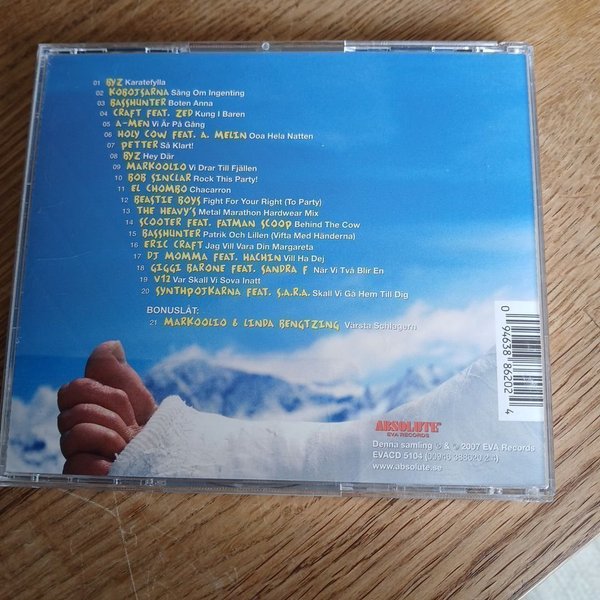 01 BYZ Karatefylla
02 KOBOJSARNA Sång Om Ingenting
03 BASSHUNTER Boten Anna
04 CRAFT FEAT. ZED Kung I Baren
05 A-MEN Vi Är På Gång
06 HOLY COW FEAT. A. MELIN Ooa Hela Natten
07 PETTER Så Klart!
08 BYZ Hey Där
09 MARKOOLIO Vi Drar Till Fjällen
10 BOB SINCLAR Rock This Party!
11 EL CHOMBO Chacarron
12 BEASTIE BOYS Fight For Your Right (To Party)
13 THE HEAVY'S Metal Marathon Hardwear Mix
14 SCOOTER FEAT. FATMAN SCOOP Behind The Cow
15 BASSHUNTER Patrik Och Lillen (Vifta Med Händerna)
16 ERIC CRAFT Jag Vill Vara Din Margareta
17 DJ MOMMA FEAT. HACHIN Vill Ha Dej
18 GIGGI BARONE FEAT. SANDRA F När Vi Två Blir En
19 V12 Var Skall Vi Sova Inatt
20 SYNTHPOJKARNA FEAT. S.A.R.A. Skall Vi Gå Hem Till Dig
BONUSLÅT:
21 MARKOOLIO & LINDA BENGTZING Värsta Schlagern
0 94638 86202 4
ABSOLUTE
EVA RECORDS
Denna samling ℗ & © 2007 EVA Records
EVACD 5104
www.absolute.se